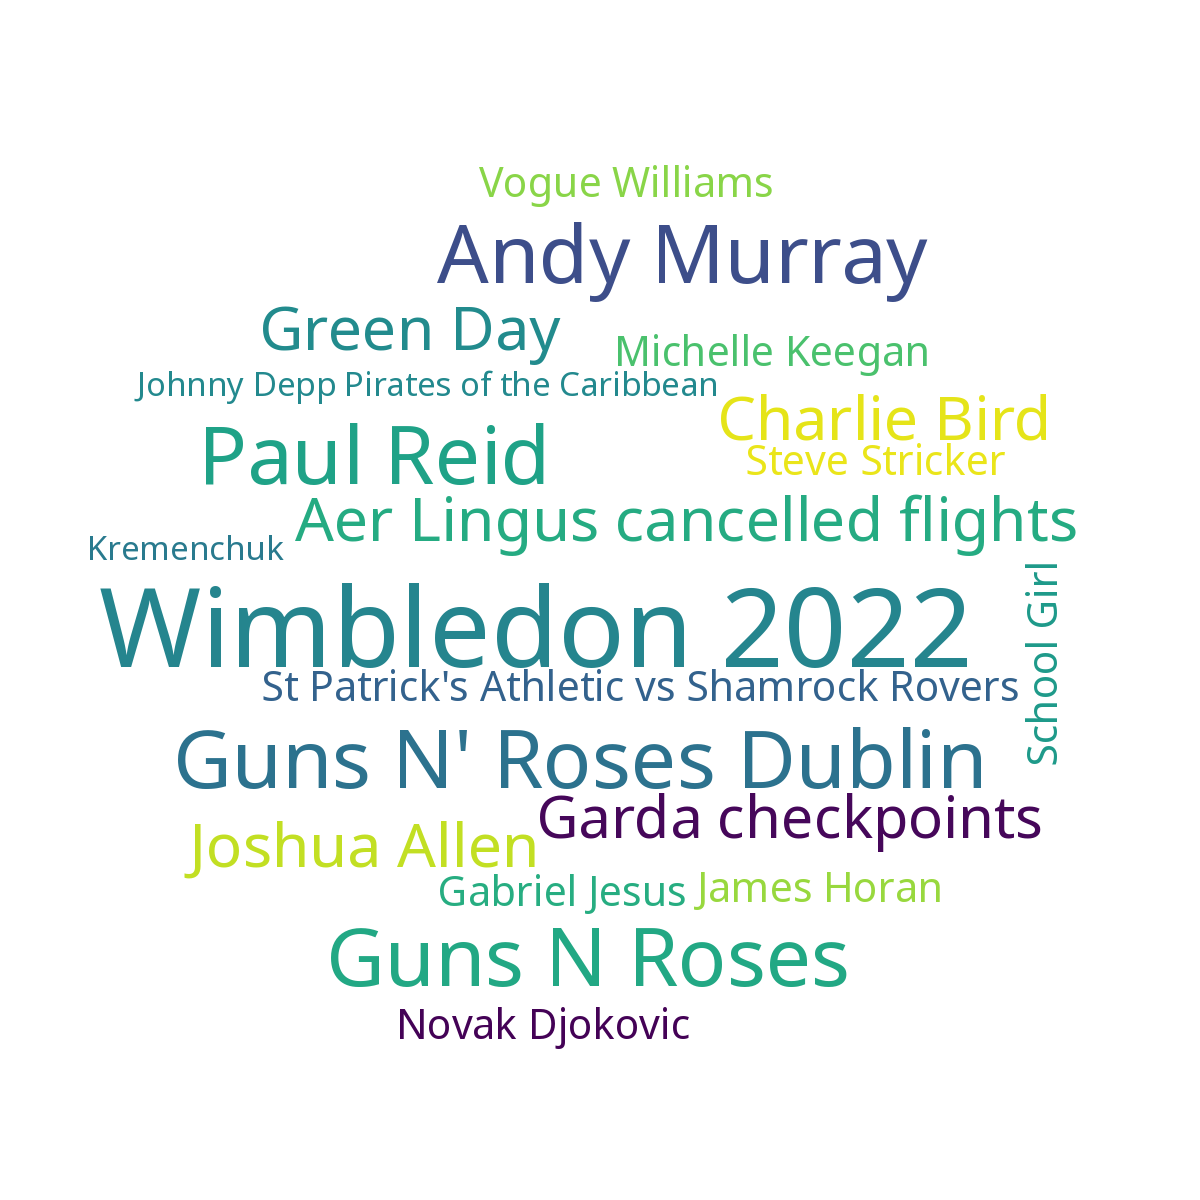 Vogue Williams
Andy Murray
Green Day
Michelle Keegan
Johnny Depp Pirates of the Caribbean
Charlie Bird
Paul Reid
Steve Stricker
Aer Lingus cancelled flights
Kremenchuk
School Girl
Wimbledon 2022
St Patrick's Athletic vs Shamrock Rovers
Guns N' Roses Dublin
Garda checkpoints
Joshua Allen
Gabriel Jesus
James Horan
Guns N Roses
Novak Djokovic